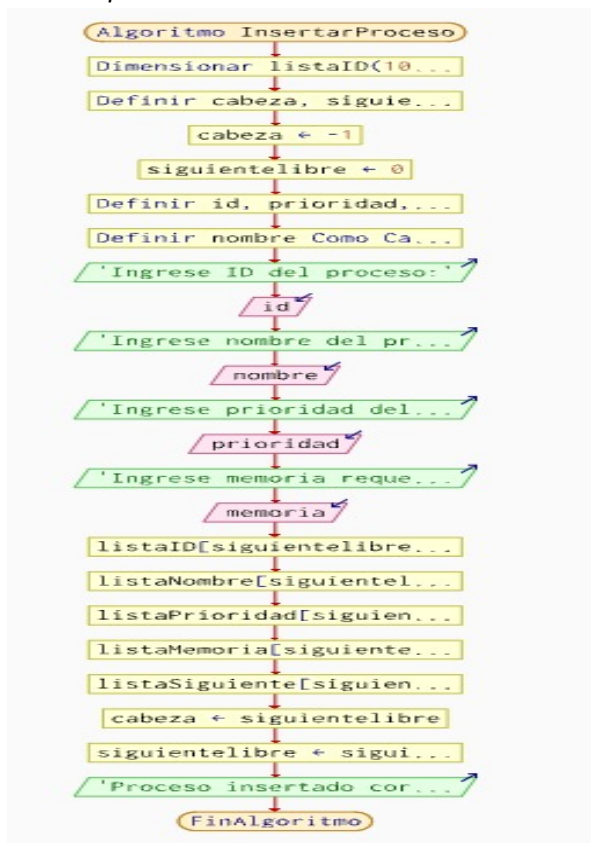 Algoritmo InsertarProceso
Dimensionar listaID(10...
Definir cabeza, siguie...
cabeza ← -1
siguientelibre ← 0
Definir id, prioridad,...
Definir nombre Como Ca...
'Ingrese ID del proceso:'
id
'Ingrese nombre del pr...
nombre
'Ingrese prioridad del...
prioridad
'Ingrese memoria reque...
memoria
listaID[siguientelibre...
listaNombre[siguientel...
listaPrioridad[siguien...
listaMemoria[siguiente...
listaSiguiente[siguien...
cabeza ← siguientelibre
siguientelibre ← sigui...
'Proceso insertado cor...
FinAlgoritmo